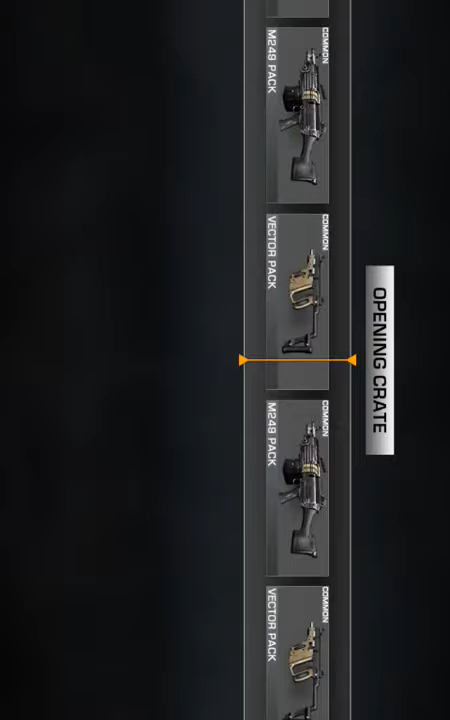 OPENING CRATE
COMMON
M249 PACK
COMMON
VECTOR PACK
COMMON
M249 PACK
COMMON
VECTOR PACK